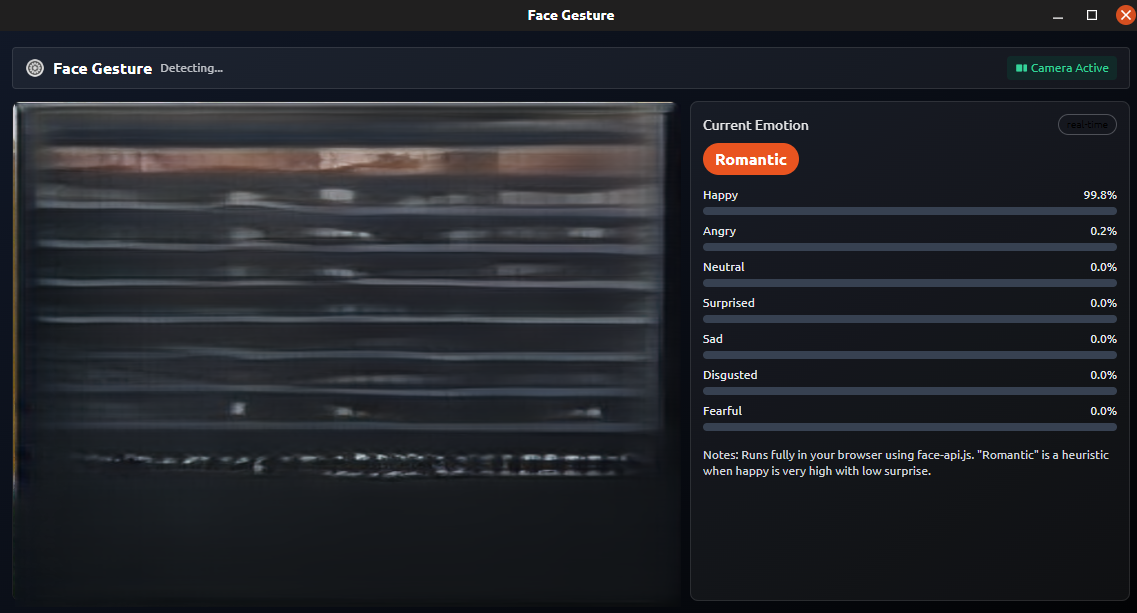 Face Gesture
Face Gesture Detecting...
Camera Active
Current Emotion
real-time
Romantic
Happy 99.8%
Angry 0.2%
Neutral 0.0%
Surprised 0.0%
Sad 0.0%
Disgusted 0.0%
Fearful 0.0%
Notes: Runs fully in your browser using face-api.js. "Romantic" is a heuristic
when happy is very high with low surprise.